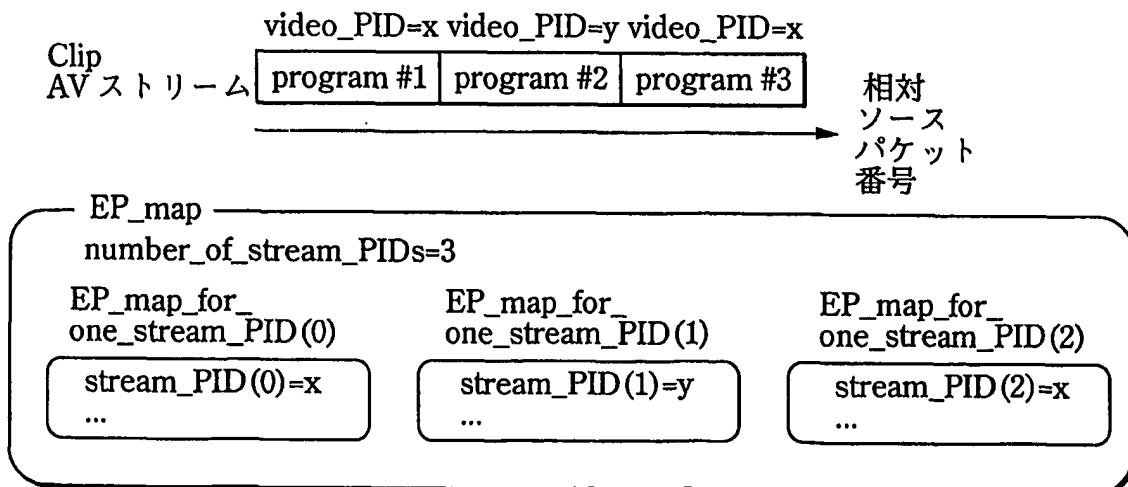 video_PID=x video_PID=y video_PID=x
Clip
AVストリーム
program #1 program #2 program #3
相対
ソース
パケット
番号
EP_map
number_of_stream_PIDs=3
EP_map_for_
one_stream_PID(0)
stream_PID(0)=x
...
EP_map_for_
one_stream_PID(1)
stream_PID(1)=y
...
EP_map_for_
one_stream_PID(2)
stream_PID(2)=x
...